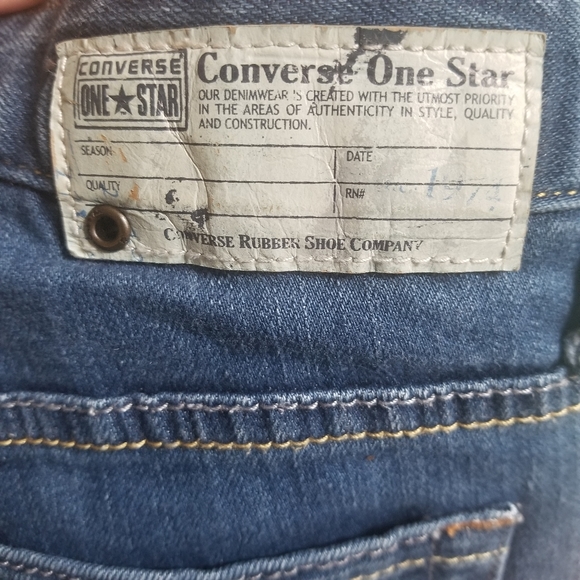 CONVERSE
ONE★STAR
Converse One Star
OUR DENIMWEAR IS CREATED WITH THE UTMOST PRIORITY
IN THE AREAS OF AUTHENTICITY IN STYLE, QUALITY
AND CONSTRUCTION.
SEASON
DATE
QUALITY
RN#
CONVERSE RUBBER SHOE COMPANY